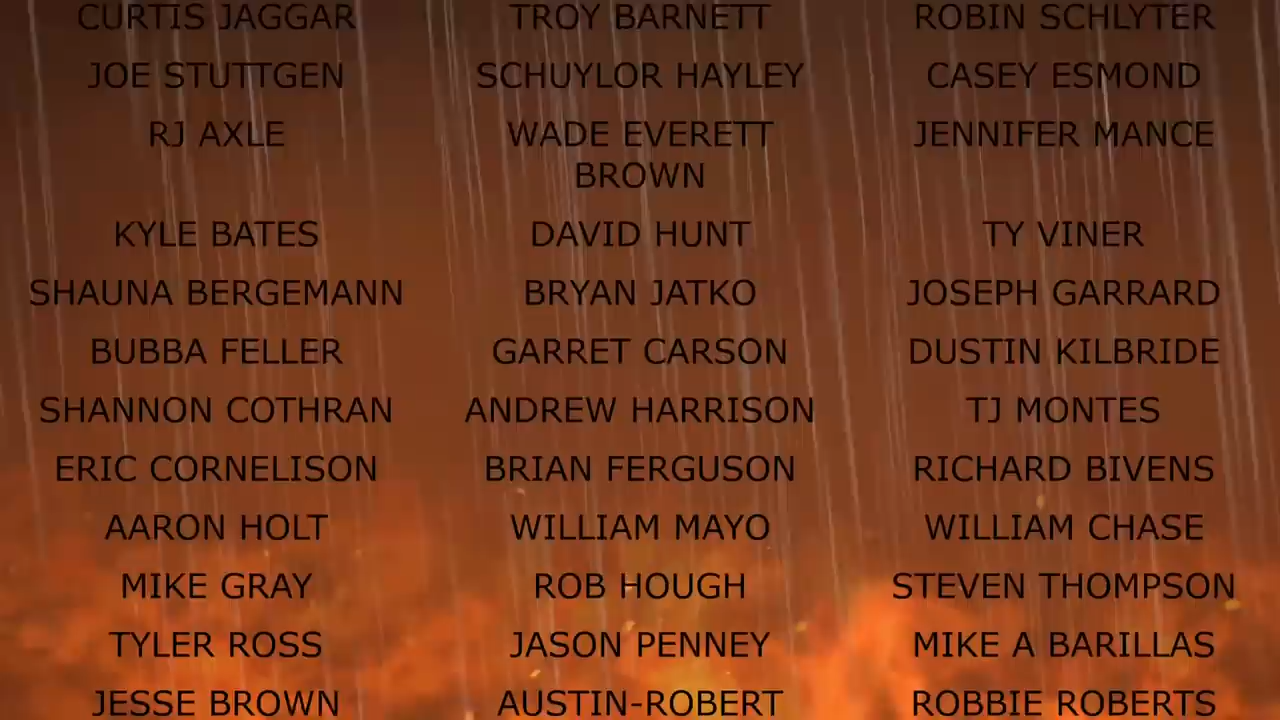 CURTIS JAGGAR TROY BARNETT ROBIN SCHLYTER
JOE STUTTGEN SCHUYLOR HAYLEY CASEY ESMOND
RJ AXLE WADE EVERETT JENNIFER MANCE
BROWN
KYLE BATES DAVID HUNT TY VINER
SHAUNA BERGEMANN BRYAN JATKO JOSEPH GARRARD
BUBBA FELLER GARRET CARSON DUSTIN KILBRIDE
SHANNON COTHRAN ANDREW HARRISON TJ MONTES
ERIC CORNELISON BRIAN FERGUSON RICHARD BIVENS
AARON HOLT WILLIAM MAYO WILLIAM CHASE
MIKE GRAY ROB HOUGH STEVEN THOMPSON
TYLER ROSS JASON PENNEY MIKE A BARILLAS
JESSE BROWN AUSTIN-ROBERT ROBBIE ROBERTS